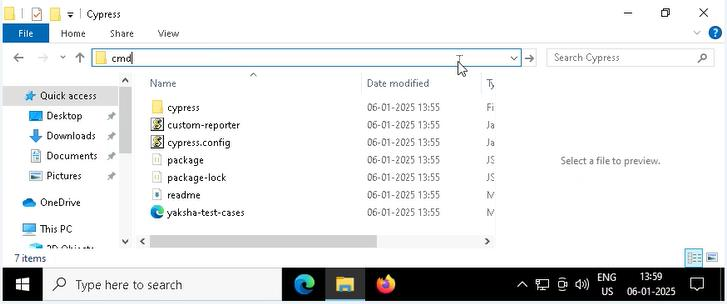 Cypress
File Home Share View
cmd
Search Cypress
Name Date modified Ty
Quick access
Desktop
Downloads
Documents
Pictures
OneDrive
This PC
3D Objects
cypress 06-01-2025 13:55 Fi
custom-reporter 06-01-2025 13:55 Ja
cypress.config 06-01-2025 13:55 Ja
package 06-01-2025 13:55 JS
package-lock 06-01-2025 13:55 JS
readme 06-01-2025 13:55 M
yaksha-test-cases 06-01-2025 13:55 M
Select a file to preview.
7 items
Type here to search
ENG
US
13:59
06-01-2025